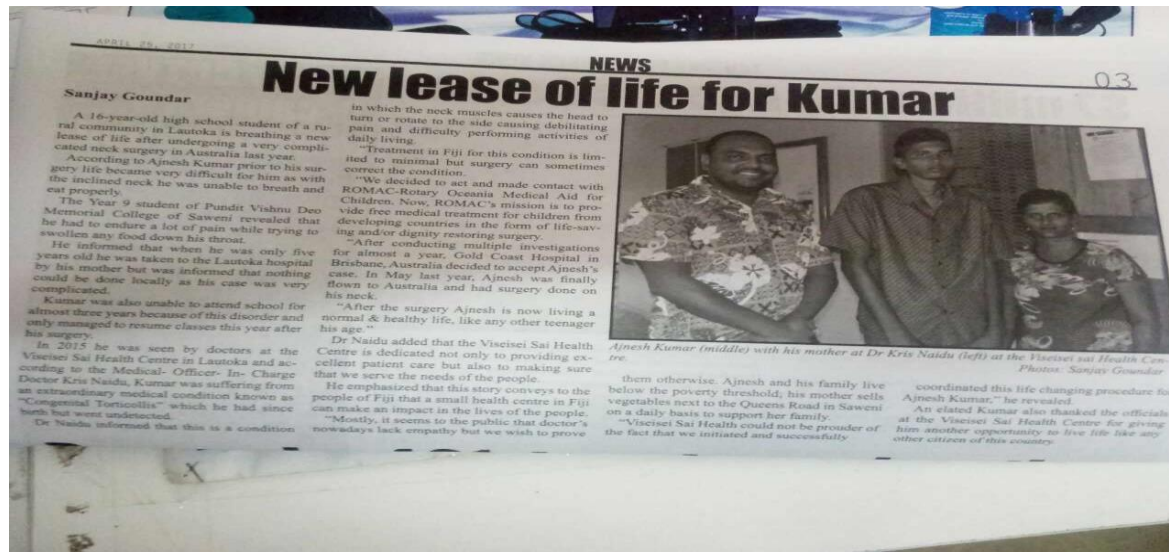 APRIL 25, 2017
NEWS
03
New lease of life for Kumar
Sanjay Goundar
A 16-year-old high school student of a ru-
ral community in Lautoka is breathing a new
lease of life after undergoing a very compli-
cated neck surgery in Australia last year.
According to Ajnesh Kumar prior to his sur-
gery life became very difficult for him as with
the inclined neck he was unable to breath and
eat properly.
The Year 9 student of Pundit Vishnu Deo
Memorial College of Saweni revealed that
he had to endure a lot of pain while trying to
swollen any food down his throat.
He informed that when he was only five
years old he was taken to the Lautoka hospital
by his mother but was informed that nothing
could be done locally as his case was very
complicated.
Kumar was also unable to attend school for
almost three years because of this disorder and
only managed to resume classes this year after
his surgery.
In 2015 he was seen by doctors at the
Viseisei Sai Health Centre in Lautoka and ac-
cording to the Medical- Officer- In- Charge
Doctor Kris Naidu, Kumar was suffering from
an extraordinary medical condition known as
"Congenital Torticollis" which he had since
birth but went undetected.
Dr Naidu informed that this is a condition
in which the neck muscles causes the head to
turn or rotate to the side causing debilitating
pain and difficulty performing activities of
daily living.
"Treatment in Fiji for this condition is lim-
ited to minimal but surgery can sometimes
correct the condition.
"We decided to act and made contact with
ROMAC-Rotary Oceania Medical Aid for
Children. Now, ROMAC's mission is to pro-
vide free medical treatment for children from
developing countries in the form of life-sav-
ing and/or dignity restoring surgery.
"After conducting multiple investigations
for almost a year, Gold Coast Hospital in
Brisbane, Australia decided to accept Ajnesh's
case. In May last year, Ajnesh was finally
flown to Australia and had surgery done on
his neck.
"After the surgery Ajnesh is now living a
normal & healthy life, like any other teenager
his age."
Dr Naidu added that the Viseisei Sai Health
Centre is dedicated not only to providing ex-
cellent patient care but also to making sure
that we serve the needs of the people.
He emphasized that this story conveys to the
people of Fiji that a small health centre in Fiji
can make an impact in the lives of the people.
"Mostly, it seems to the public that doctor's
nowadays lack empathy but we wish to prove
Ajnesh Kumar (middle) with his mother at Dr Kris Naidu (left) at the Viseisei sai Health Cen-
tre.
Photos: Sanjay Goundar
them otherwise. Ajnesh and his family live
below the poverty threshold, his mother sells
vegetables next to the Queens Road in Saweni
on a daily basis to support her family.
"Viseisei Sai Health could not be prouder of
the fact that we initiated and successfully
coordinated this life changing procedure fo
Ajnesh Kumar," he revealed.
An elated Kumar also thanked the officials
at the Viseisei Sai Health Centre for giving
him another opportunity to live life like any
other citizen of this country.